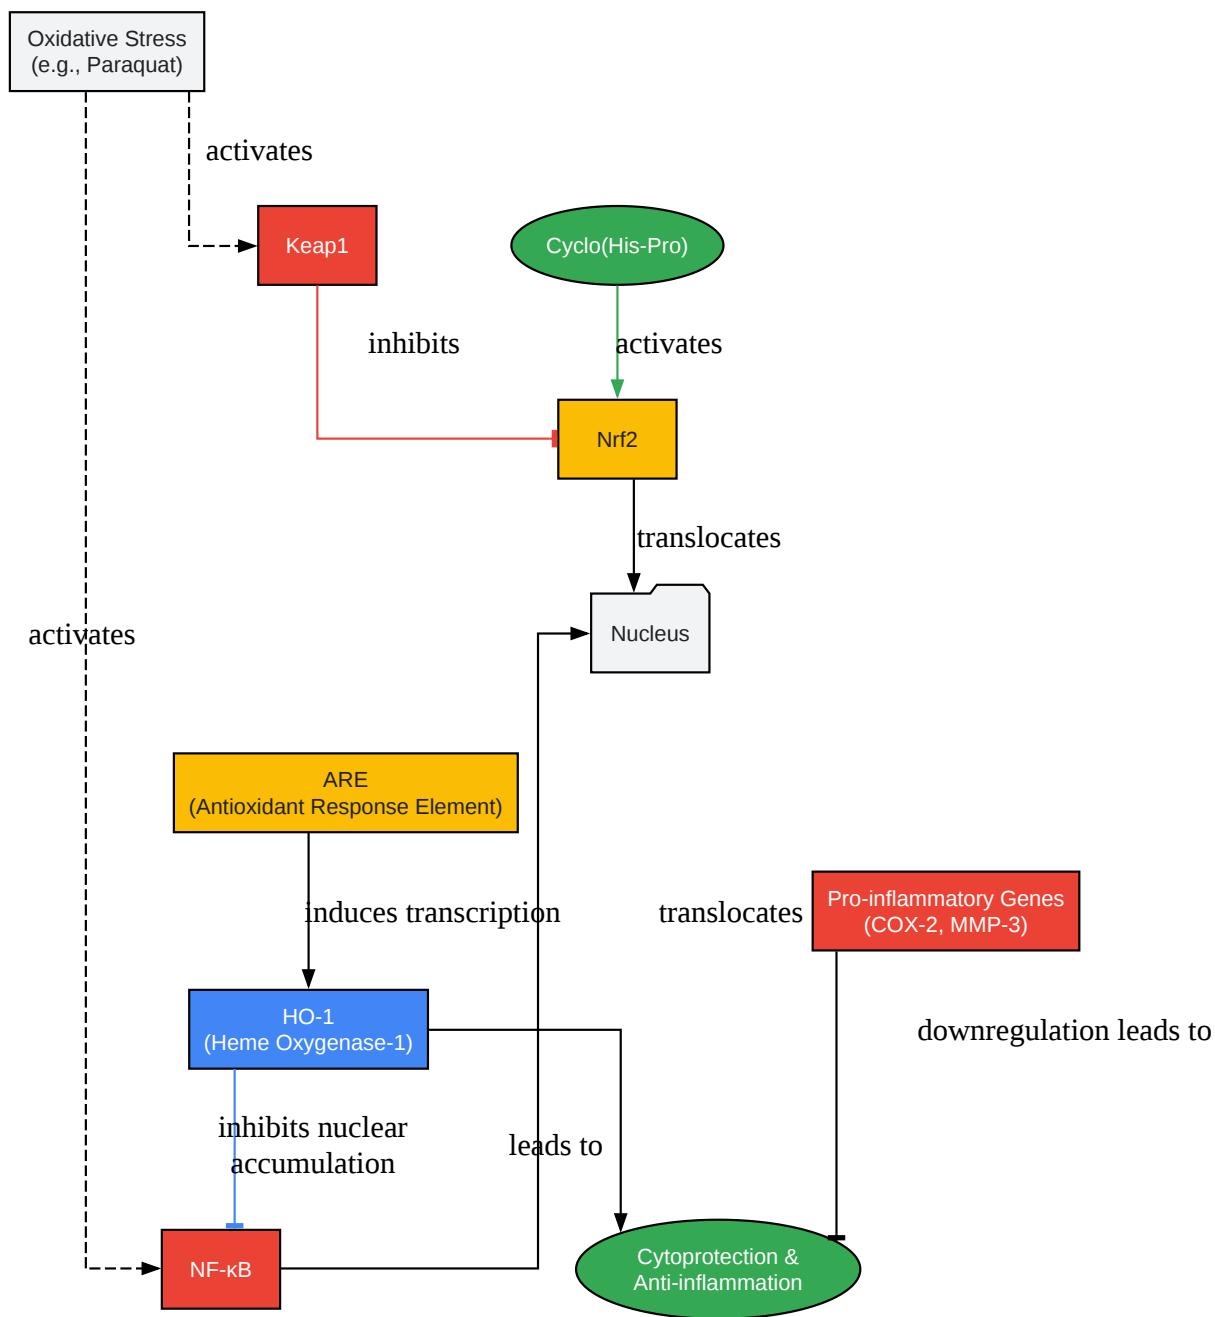 Oxidative Stress
(e.g., Paraquat)
activates
Keap1
Cyclo(His-Pro)
inhibits
activates
Nrf2
translocates
activates
Nucleus
ARE
(Antioxidant Response Element)
induces transcription
translocates
Pro-inflammatory Genes
(COX-2, MMP-3)
HO-1
(Heme Oxygenase-1)
downregulation leads to
inhibits nuclear
accumulation
leads to
NF-κB
Cytoprotection &
Anti-inflammation